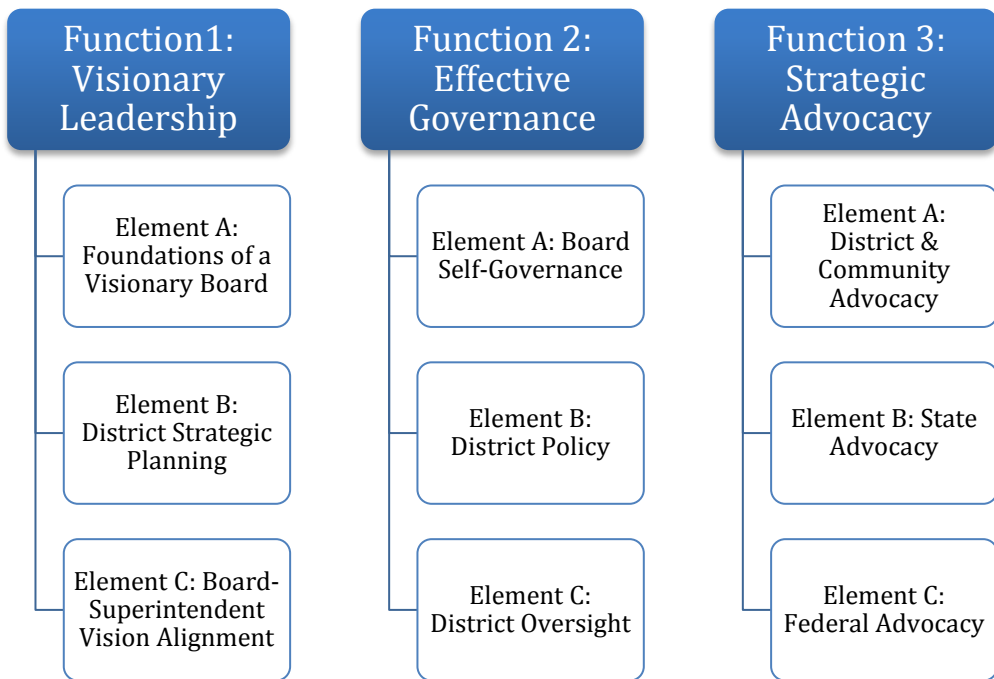 Function1:
Visionary
Leadership
Element A:
Foundations of a
Visionary Board
Element B:
District Strategic
Planning
Element C: Board-
Superintendent
Vision Alignment
Function 2:
Effective
Governance
Element A: Board
Self-Governance
Element B:
District Policy
Element C:
District Oversight
Function 3:
Strategic
Advocacy
Element A:
District &
Community
Advocacy
Element B: State
Advocacy
Element C:
Federal Advocacy